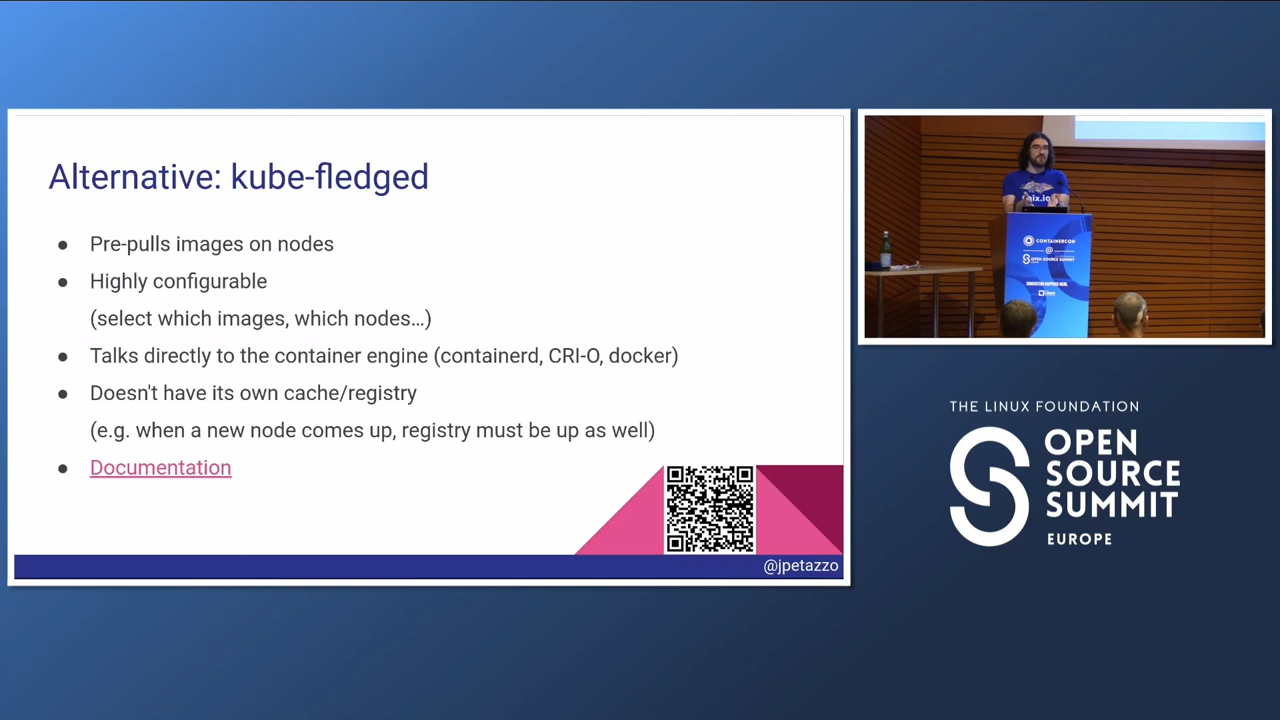 Alternative: kube-fledged
● Pre-pulls images on nodes
● Highly configurable
(select which images, which nodes…)
● Talks directly to the container engine (containerd, CRI-O, docker)
● Doesn't have its own cache/registry
(e.g. when a new node comes up, registry must be up as well)
● Documentation
@jpetazzo
CONTAINERCON
@
OPEN SOURCE SUMMIT
THE LINUX FOUNDATION
OPEN
SOURCE
SUMMIT
EUROPE